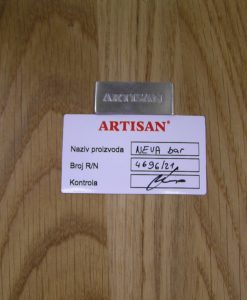 ARTISAN
ARTISAN®
Naziv proizvoda NEVA bar
Broj R/N 4696/21
Kontrola